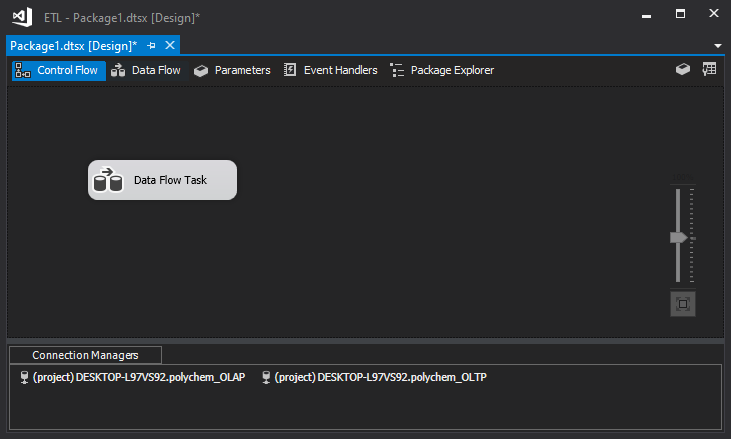 ETL - Package1.dtsx [Design]*
Package1.dtsx [Design]*
Control Flow Data Flow Parameters Event Handlers Package Explorer
Data Flow Task
Connection Managers
(project) DESKTOP-L97VS92.polychem_OLAP (project) DESKTOP-L97VS92.polychem_OLTP